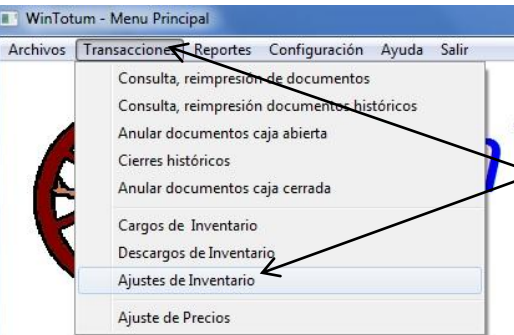 WinTotum - Menu Principal
Archivos Transacciones Reportes Configuración Ayuda Salir
Consulta, reimpresión de documentos
Consulta, reimpresión documentos históricos
Anular documentos caja abierta
Cierres históricos
Anular documentos caja cerrada
Cargos de Inventario
Descargos de Inventario
Ajustes de Inventario
Ajuste de Precios